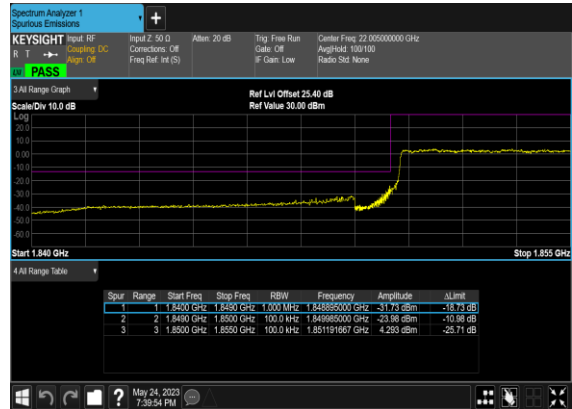 Spectrum Analyzer 1
Spurious Emissions
+
KEYSIGHT Input: RF Input Z: 50 Ω Atten: 20 dB Trig: Free Run Center Freq: 22.005000000 GHz
R T Coupling: DC Corrections: Off Gate: Off Avg|Hold: 100/100
Align: Off Freq Ref: Int (S) IF Gain: Low Radio Std: None
PASS
3 All Range Graph
Ref Lvl Offset 25.40 dB
Scale/Div 10.0 dB Ref Value 30.00 dBm
Log
20.0
10.0
0.00
-10.0
-20.0
-30.0
-40.0
-50.0
-60.0
Start 1.840 GHz Stop 1.855 GHz
4 All Range Table
Spur Range Start Freq Stop Freq RBW Frequency Amplitude ΔLimit
1 1 1.8400 GHz 1.8490 GHz 1.000 MHz 1.848895000 GHz -31.73 dBm -18.73 dB
2 2 1.8490 GHz 1.8500 GHz 100.0 kHz 1.849985000 GHz -23.98 dBm -10.98 dB
3 3 1.8500 GHz 1.8550 GHz 100.0 kHz 1.851191667 GHz 4.293 dBm -25.71 dB
? May 24, 2023
7:39:54 PM